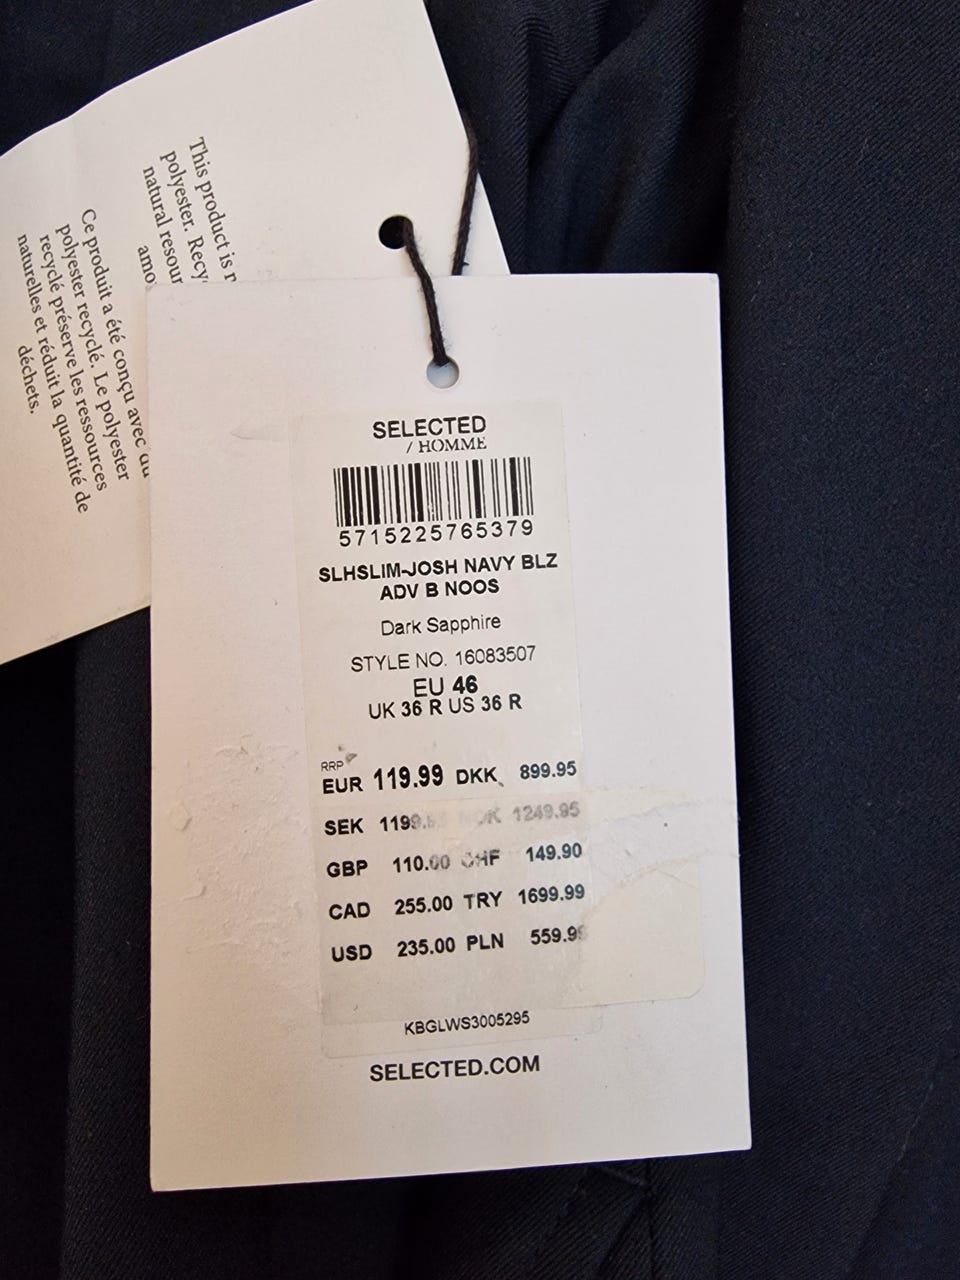 This product is
polyester. Recy
natural resour
amo
Ce produit a été conçu avec du
polyester recyclé. Le polyester
recyclé préserve les ressources
naturelles et réduit la quantité de
déchets.
SELECTED
/ HOMME
5715225765379
SLHSLIM-JOSH NAVY BLZ
ADV B NOOS
Dark Sapphire
STYLE NO. 16083507
EU 46
UK 36 R US 36 R
RRP
EUR 119.99 DKK 899.95
SEK 1199.95 NOK 1249.95
GBP 110.00 CHF 149.90
CAD 255.00 TRY 1699.99
USD 235.00 PLN 559.99
KBGLWS3005295
SELECTED.COM